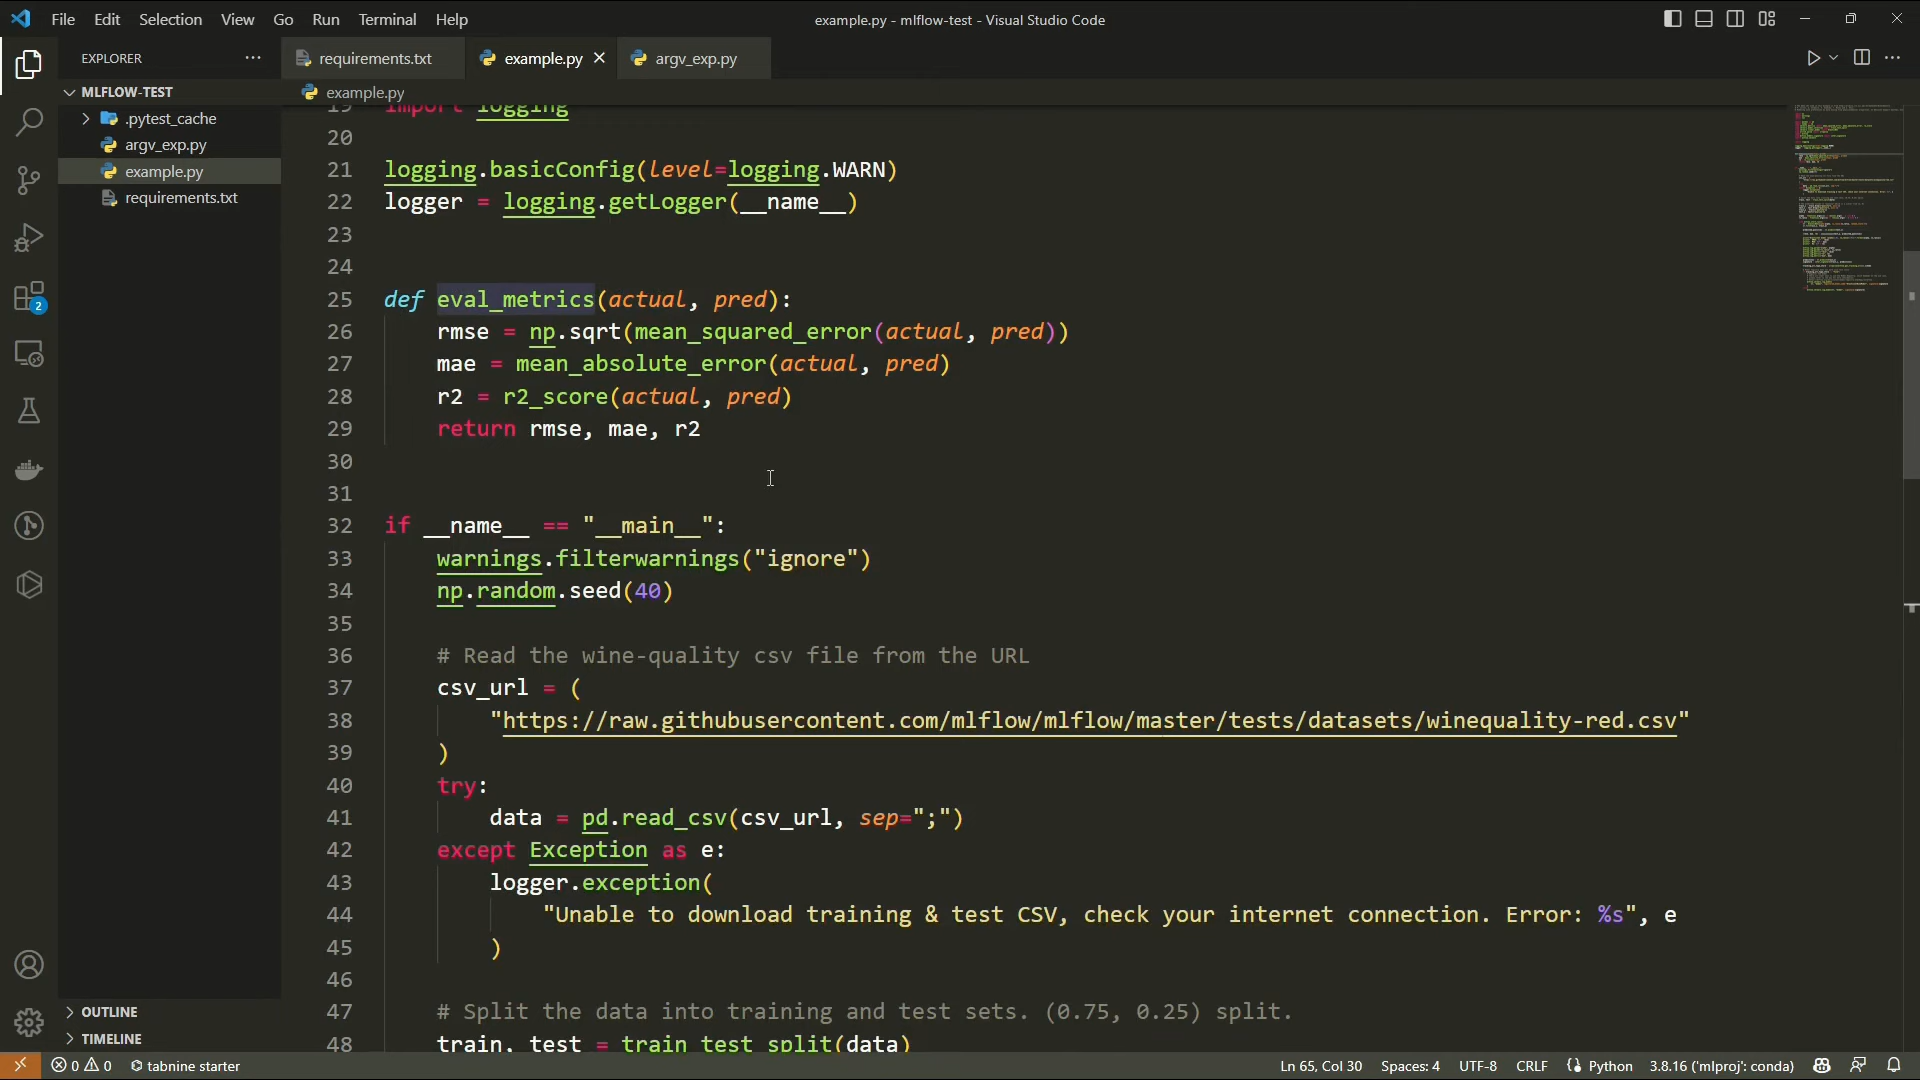 File Edit Selection View Go Run Terminal Help
example.py - mlflow-test - Visual Studio Code
EXPLORER
requirements.txt
example.py
argv_exp.py
MLFLOW-TEST
.pytest_cache
argv_exp.py
example.py
requirements.txt
2
OUTLINE
TIMELINE
example.py
19 import logging
20
21 logging.basicConfig(level=logging.WARN)
22 logger = logging.getLogger(__name__)
23
24
25 def eval_metrics(actual, pred):
26 rmse = np.sqrt(mean_squared_error(actual, pred))
27 mae = mean_absolute_error(actual, pred)
28 r2 = r2_score(actual, pred)
29 return rmse, mae, r2
30
31
32 if __name__ == "__main__":
33 warnings.filterwarnings("ignore")
34 np.random.seed(40)
35
36 # Read the wine-quality csv file from the URL
37 csv_url = (
38 "https://raw.githubusercontent.com/mlflow/mlflow/master/tests/datasets/winequality-red.csv"
39 )
40 try:
41 data = pd.read_csv(csv_url, sep=";")
42 except Exception as e:
43 logger.exception(
44 "Unable to download training & test CSV, check your internet connection. Error: %s", e
45 )
46
47 # Split the data into training and test sets. (0.75, 0.25) split.
48 train, test = train_test_split(data)
0 0 tabnine starter
Ln 65, Col 30 Spaces: 4 UTF-8 CRLF Python 3.8.16 ('mlproj': conda)